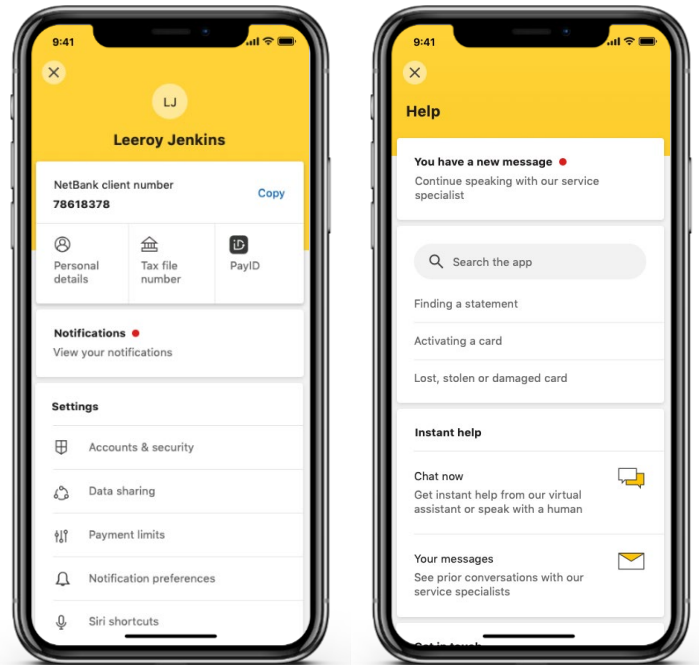 9:41
LJ
Leeroy Jenkins
NetBank client number
78618378
Copy
Personal
details
Tax file
number
iD
PayID
Notifications
View your notifications
Settings
Accounts & security
Data sharing
Payment limits
Notification preferences
Siri shortcuts
9:41
Help
You have a new message
Continue speaking with our service
specialist
Search the app
Finding a statement
Activating a card
Lost, stolen or damaged card
Instant help
Chat now
Get instant help from our virtual
assistant or speak with a human
Your messages
See prior conversations with our
service specialists
Get in touch